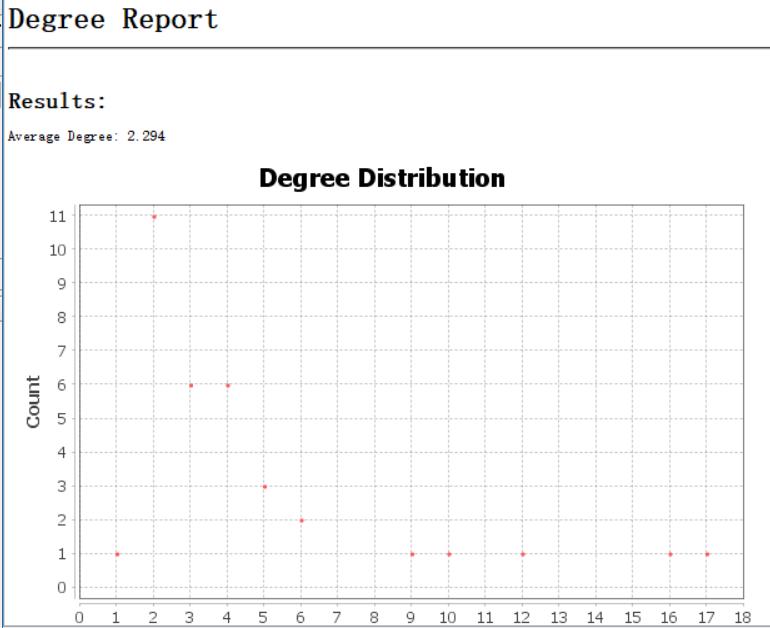 Degree Report
Results:
Average Degree: 2.294
Degree Distribution
11
10
9
8
7
6
5
4
3
2
1
0
Count
0 1 2 3 4 5 6 7 8 9 10 11 12 13 14 15 16 17 18